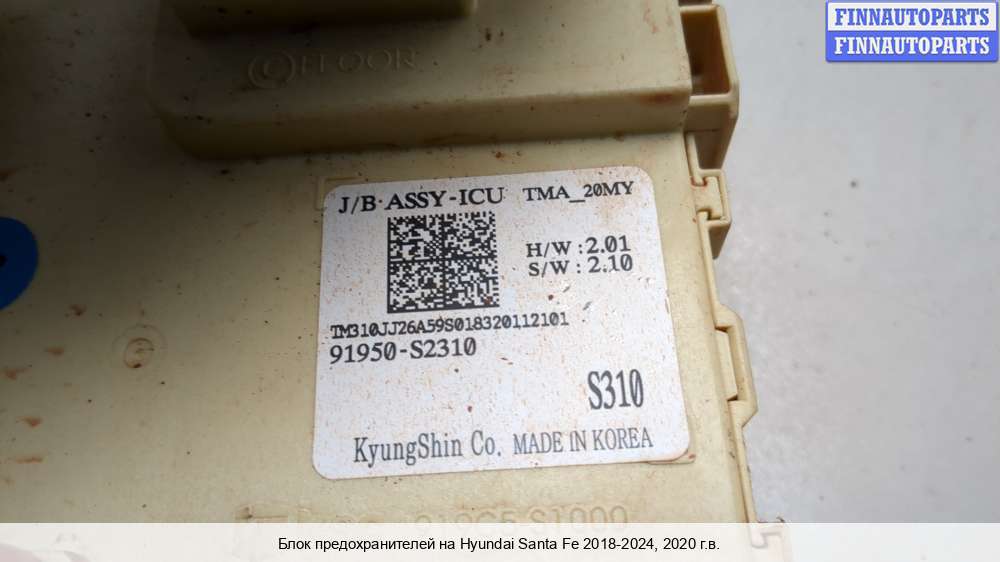 FINNAUTOPARTS
FINNAUTOPARTS
FLOOR
J/B ASSY-ICU TMA_20MY
H/W : 2.01
S/W : 2.10
TM310JJ26A59S018320112101
91950-S2310
S310
KyungShin Co. MADE IN KOREA
Блок предохранителей на Hyundai Santa Fe 2018-2024, 2020 г.в.